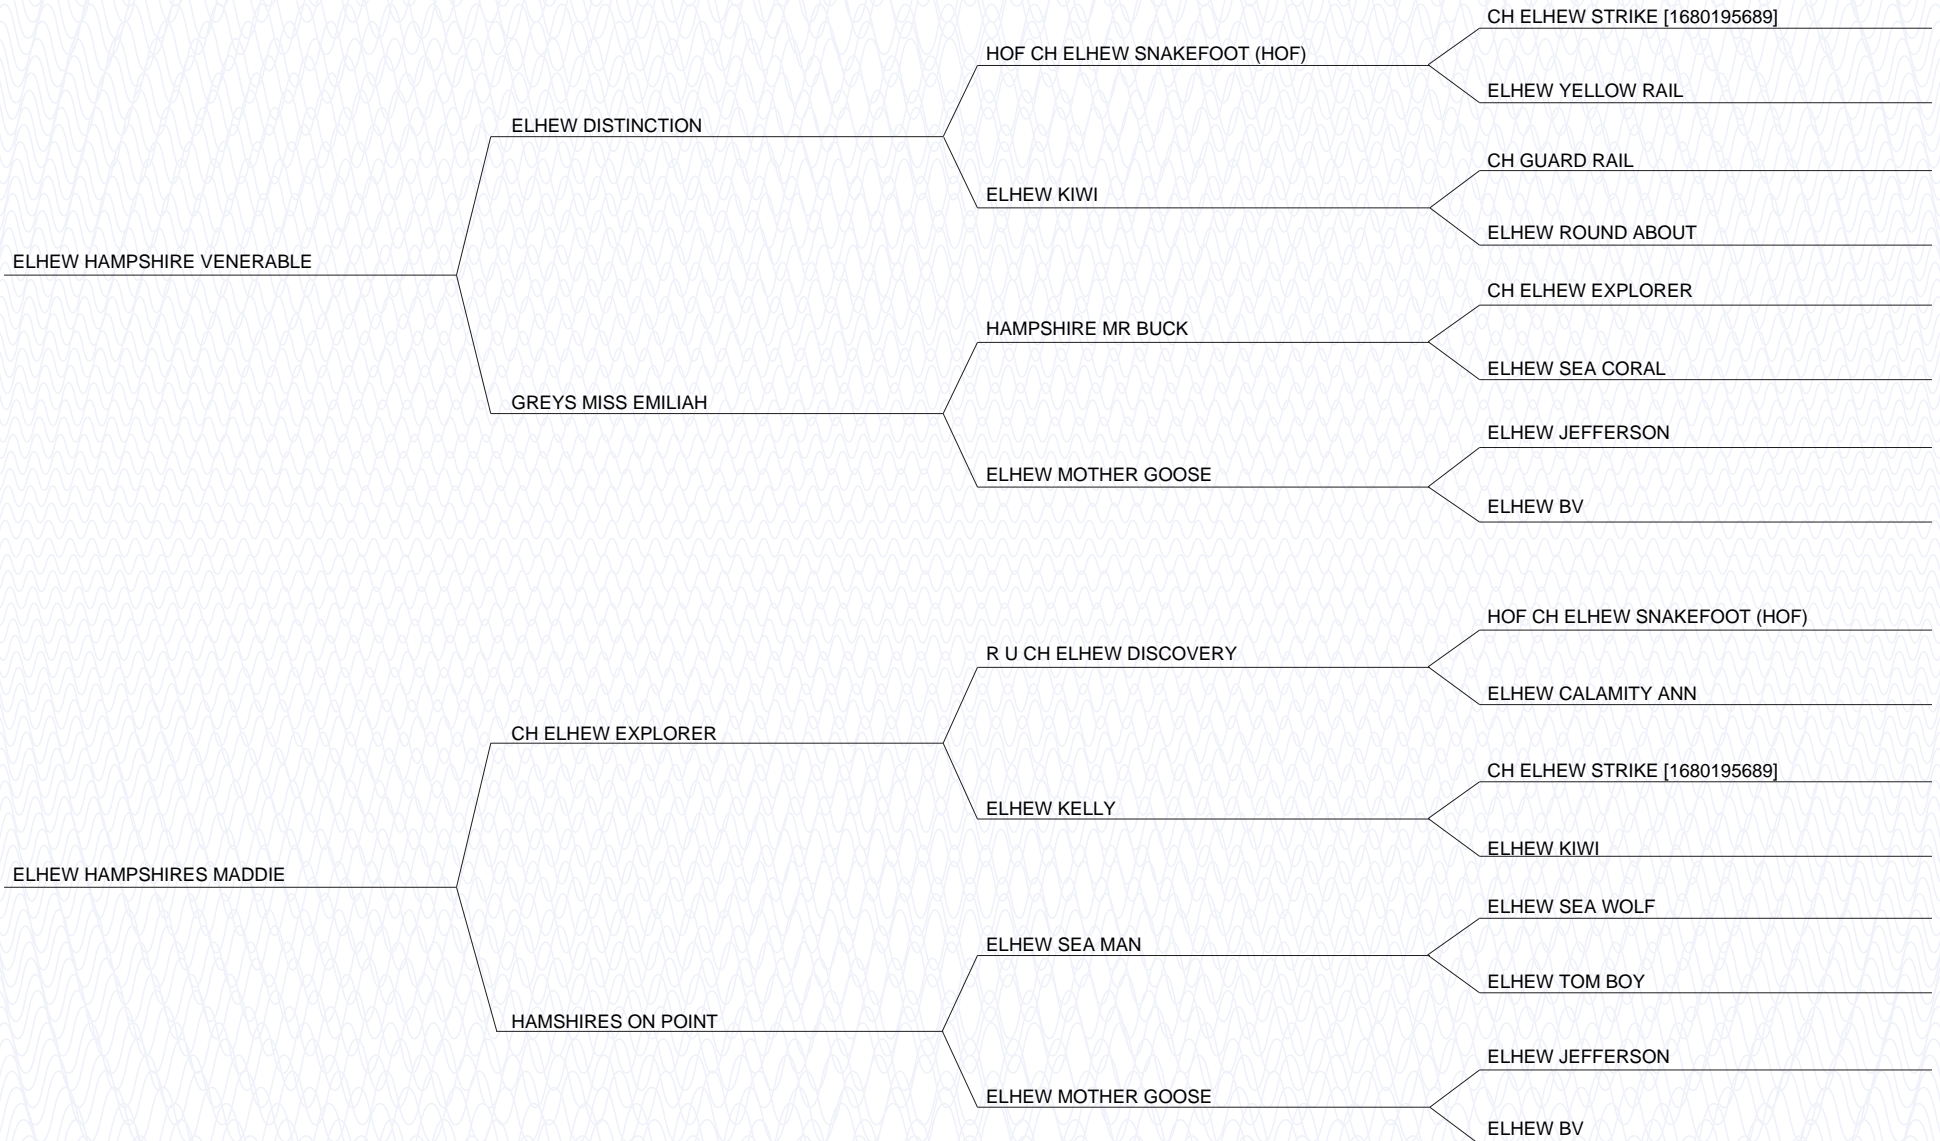 CH ELHEW STRIKE [1680195689]
HOF CH ELHEW SNAKEFOOT (HOF)
ELHEW YELLOW RAIL
ELHEW DISTINCTION
CH GUARD RAIL
ELHEW KIWI
ELHEW ROUND ABOUT
ELHEW HAMPSHIRE VENERABLE
CH ELHEW EXPLORER
HAMPSHIRE MR BUCK
ELHEW SEA CORAL
GREYS MISS EMILIAH
ELHEW JEFFERSON
ELHEW MOTHER GOOSE
ELHEW BV
HOF CH ELHEW SNAKEFOOT (HOF)
R U CH ELHEW DISCOVERY
ELHEW CALAMITY ANN
CH ELHEW EXPLORER
CH ELHEW STRIKE [1680195689]
ELHEW KELLY
ELHEW KIWI
ELHEW HAMPSHIRES MADDIE
ELHEW SEA WOLF
ELHEW SEA MAN
ELHEW TOM BOY
HAMSHIRES ON POINT
ELHEW JEFFERSON
ELHEW MOTHER GOOSE
ELHEW BV